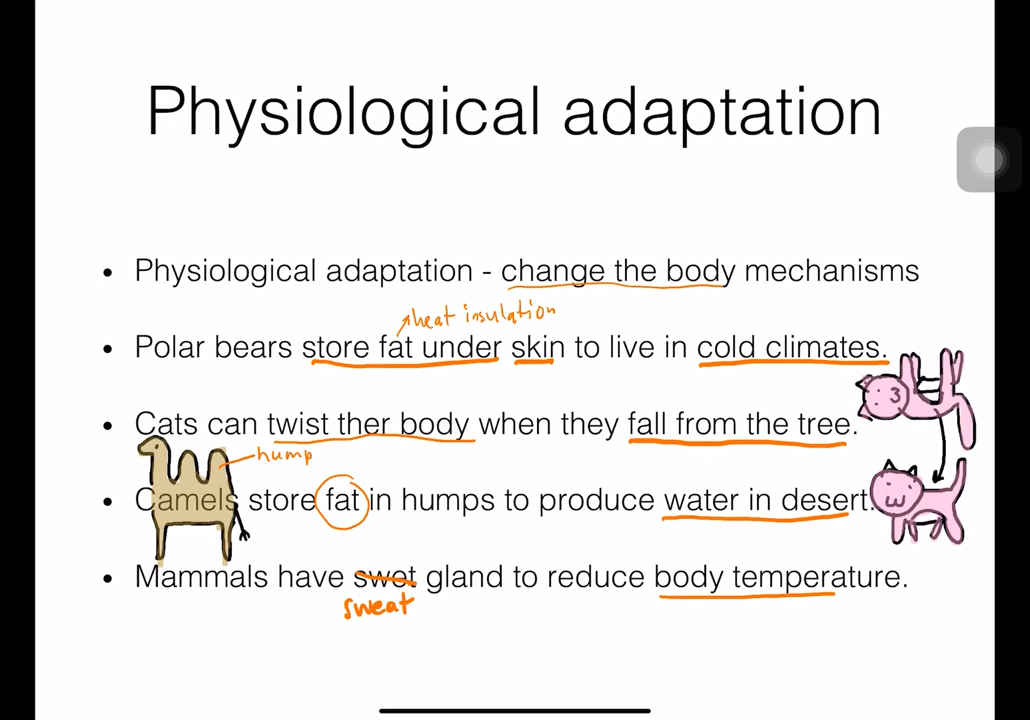 Physiological adaptation
• Physiological adaptation - change the body mechanisms
heat insulation
• Polar bears store fat under skin to live in cold climates.
• Cats can twist ther body when they fall from the tree.
hump
• Camels store fat in humps to produce water in desert.
• Mammals have swet gland to reduce body temperature.
sweat